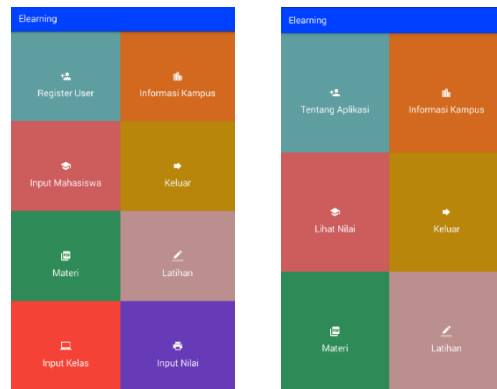 Elearning
Register User
Informasi Kampus
Input Mahasiswa
Keluar
Materi
Latihan
Input Kelas
Input Nilai
Elearning
Tentang Aplikasi
Informasi Kampus
Lihat Nilai
Keluar
Materi
Latihan